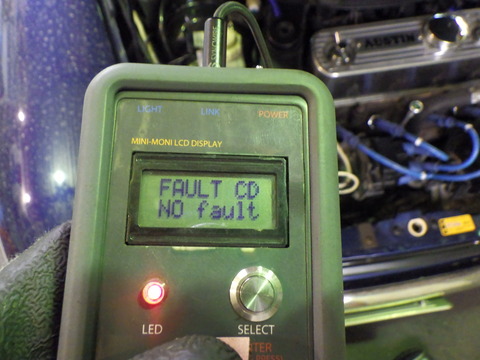 AUSTIN
LIGHT LINK POWER
MINI-MONI LCD DISPLAY
FAULT CD
NO fault
LED SELECT